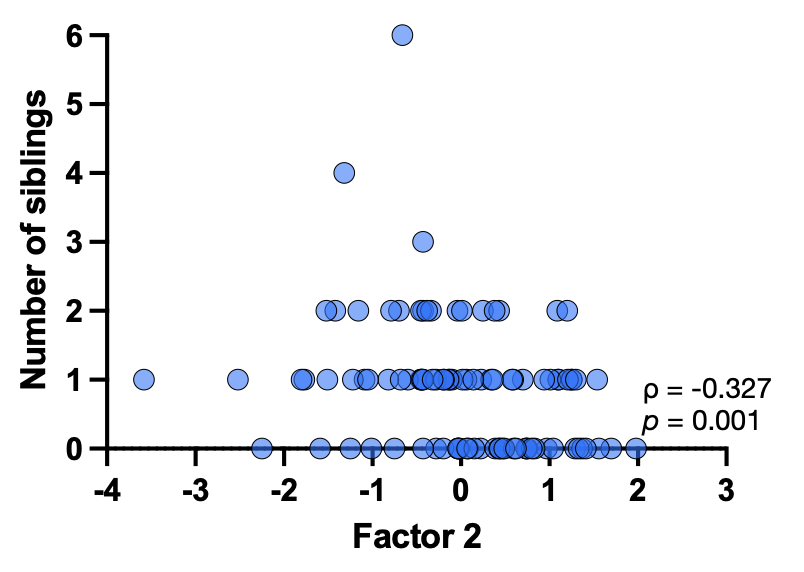 Number of siblings
6
5
4
3
2
1
0
ρ = -0.327
p = 0.001
-4 -3 -2 -1 0 1 2 3
Factor 2